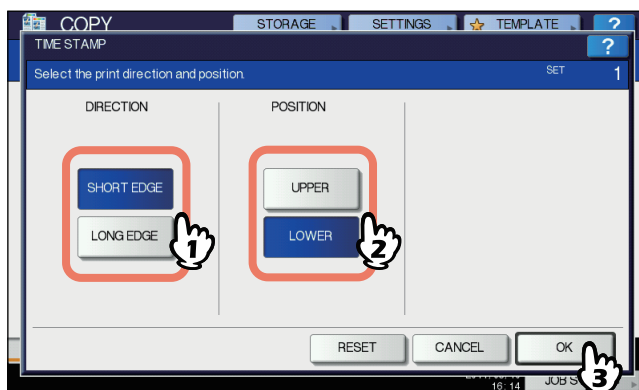 COPY STORAGE SETTINGS TEMPLATE ?
TIME STAMP ?
Select the print direction and position. SET 1
DIRECTION POSITION
SHORT EDGE UPPER
LONG EDGE 1 LOWER 2
RESET CANCEL OK
16:14 JOB S 3